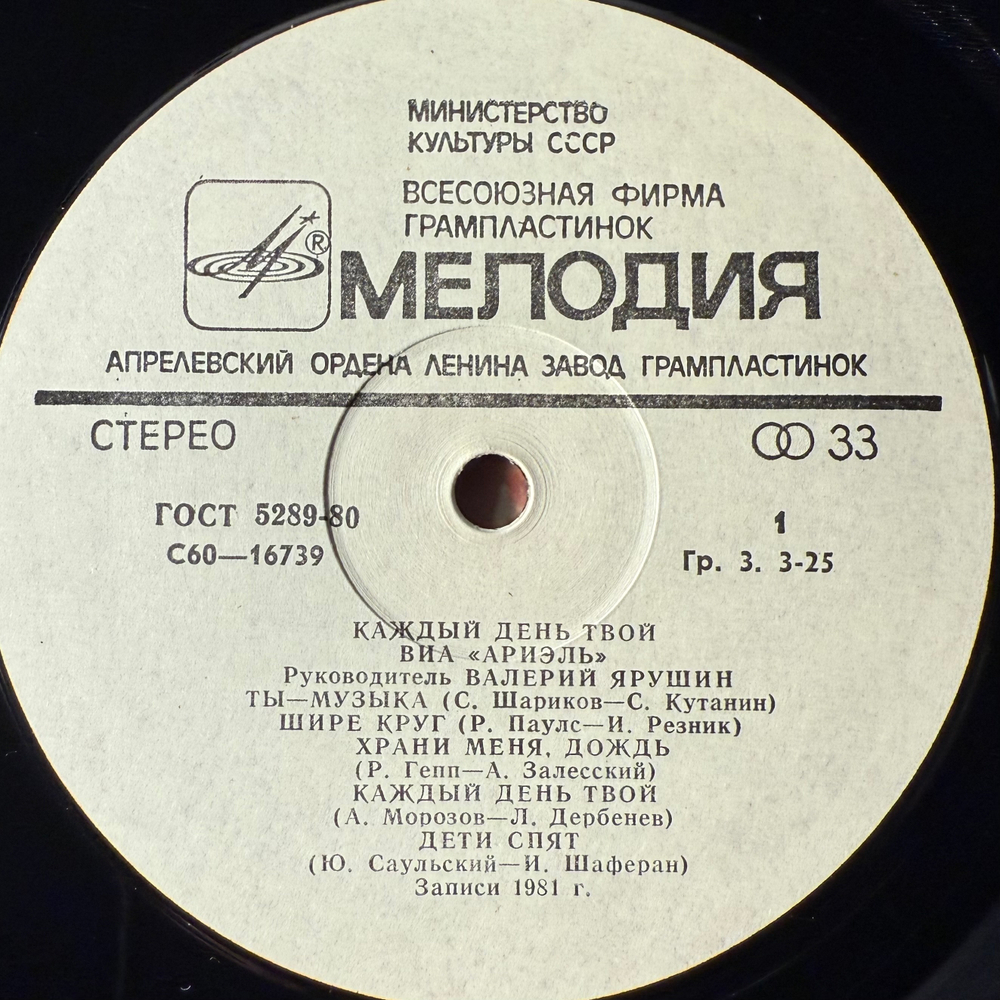 МИНИСТЕРСТВО
КУЛЬТУРЫ СССР
ВСЕСОЮЗНАЯ ФИРМА
ГРАМПЛАСТИНОК
®
МЕЛОДИЯ
АПРЕЛЕВСКИЙ ОРДЕНА ЛЕНИНА ЗАВОД ГРАМПЛАСТИНОК
СТЕРЕО
33
ГОСТ 5289-80
С60—16739
1
Гр. 3. 3-25
КАЖДЫЙ ДЕНЬ ТВОЙ
ВИА «АРИЭЛЬ»
Руководитель ВАЛЕРИЙ ЯРУШИН
ТЫ—МУЗЫКА (С. Шариков—С. Кутанин)
ШИРЕ КРУГ (Р. Паулс—И. Резник)
ХРАНИ МЕНЯ, ДОЖДЬ
(Р. Гепп—А. Залесский)
КАЖДЫЙ ДЕНЬ ТВОЙ
(А. Морозов—Л. Дербенев)
ДЕТИ СПЯТ
(Ю. Саульский—И. Шаферан)
Записи 1981 г.